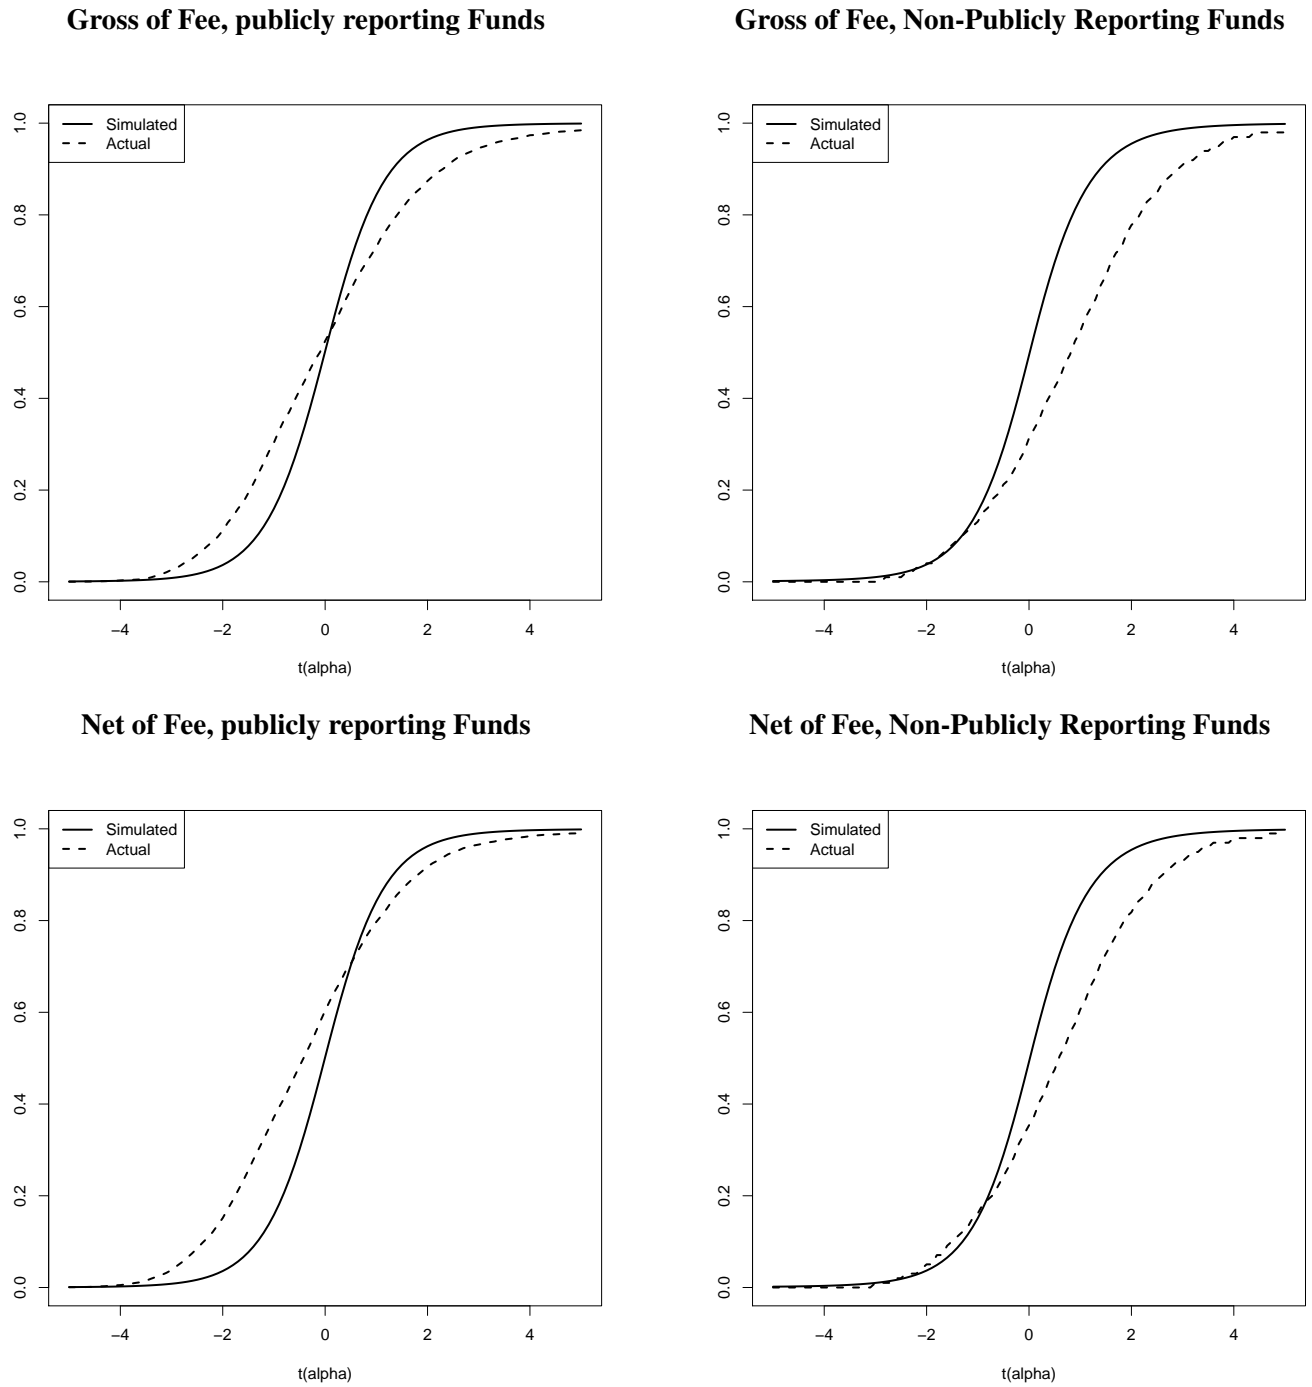 Gross of Fee, publicly reporting Funds
Simulated
Actual
1.0
0.8
0.6
0.4
0.2
0.0
−4 −2 0 2 4
t(alpha)
Gross of Fee, Non-Publicly Reporting Funds
Simulated
Actual
1.0
0.8
0.6
0.4
0.2
0.0
−4 −2 0 2 4
t(alpha)
Net of Fee, publicly reporting Funds
Simulated
Actual
1.0
0.8
0.6
0.4
0.2
0.0
−4 −2 0 2 4
t(alpha)
Net of Fee, Non-Publicly Reporting Funds
Simulated
Actual
1.0
0.8
0.6
0.4
0.2
0.0
−4 −2 0 2 4
t(alpha)